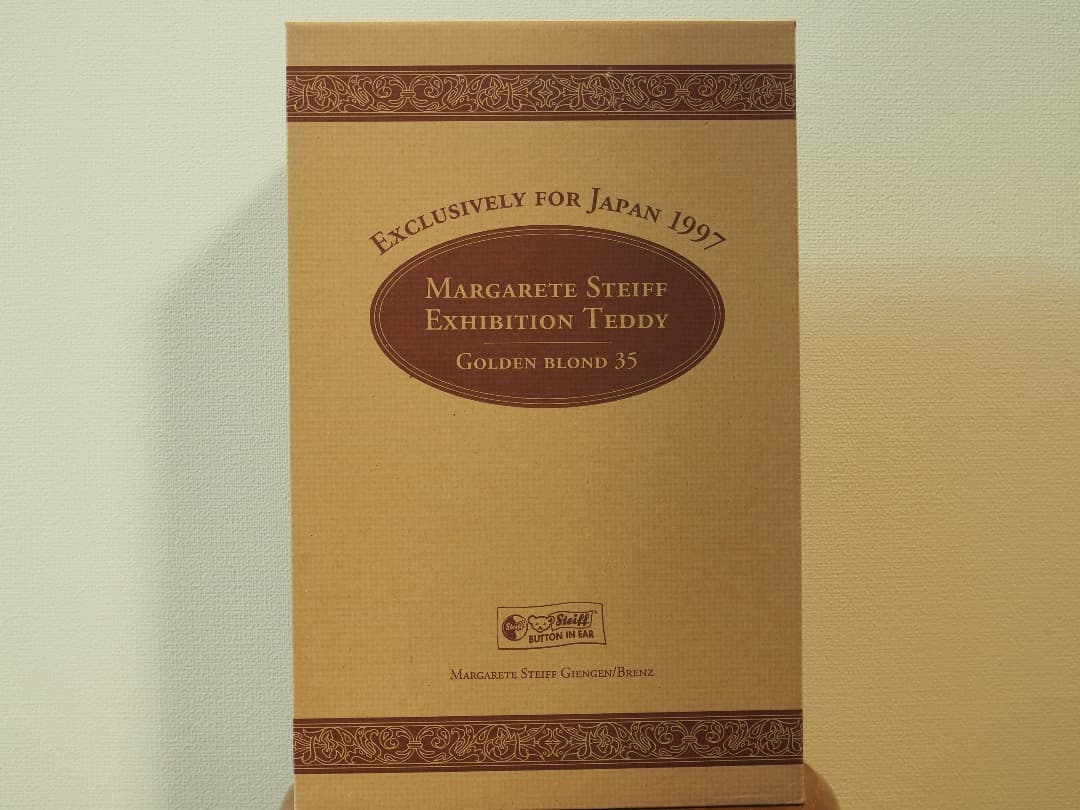 Exclusively for Japan 1997
Margarete Steiff
Exhibition Teddy
Golden blond 35
Steiff
Steiff
BUTTON IN EAR
Margarete Steiff Giengen/Brenz